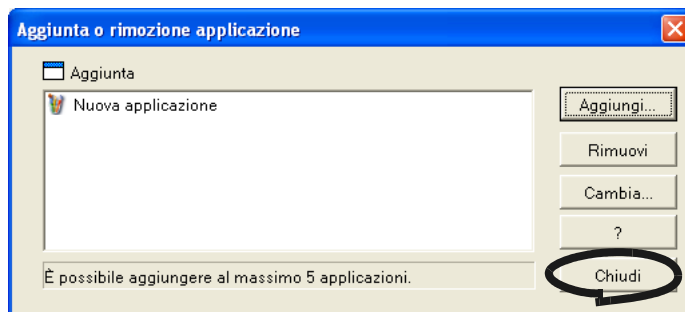 Aggiunta o rimozione applicazione
Aggiunta
Nuova applicazione
Aggiungi...
Rimuovi
Cambia...
?
È possibile aggiungere al massimo 5 applicazioni.
Chiudi